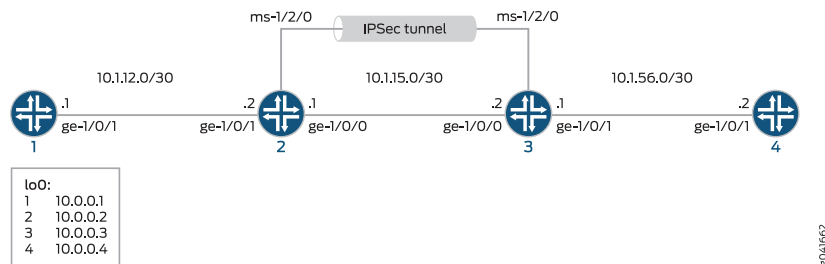 ms-1/2/0
IPSec tunnel
ms-1/2/0
10.1.12.0/30
10.1.15.0/30
10.1.56.0/30
.1
.2
.1
.2
.1
.2
ge-1/0/1
ge-1/0/1
ge-1/0/0
ge-1/0/0
ge-1/0/1
ge-1/0/1
1
2
3
4
lo0:
1 10.0.0.1
2 10.0.0.2
3 10.0.0.3
4 10.0.0.4
g041662